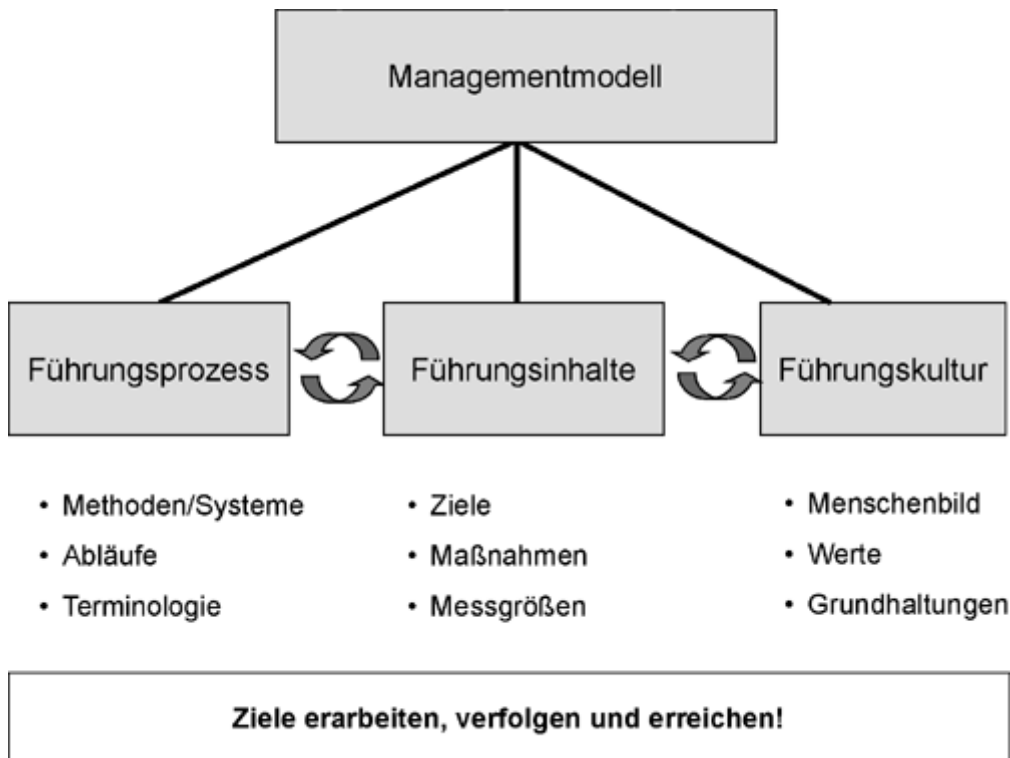 Managementmodell
Führungsprozess
Führungsinhalte
Führungskultur
• Methoden/Systeme
• Abläufe
• Terminologie
• Ziele
• Maßnahmen
• Messgrößen
• Menschenbild
• Werte
• Grundhaltungen
Ziele erarbeiten, verfolgen und erreichen!